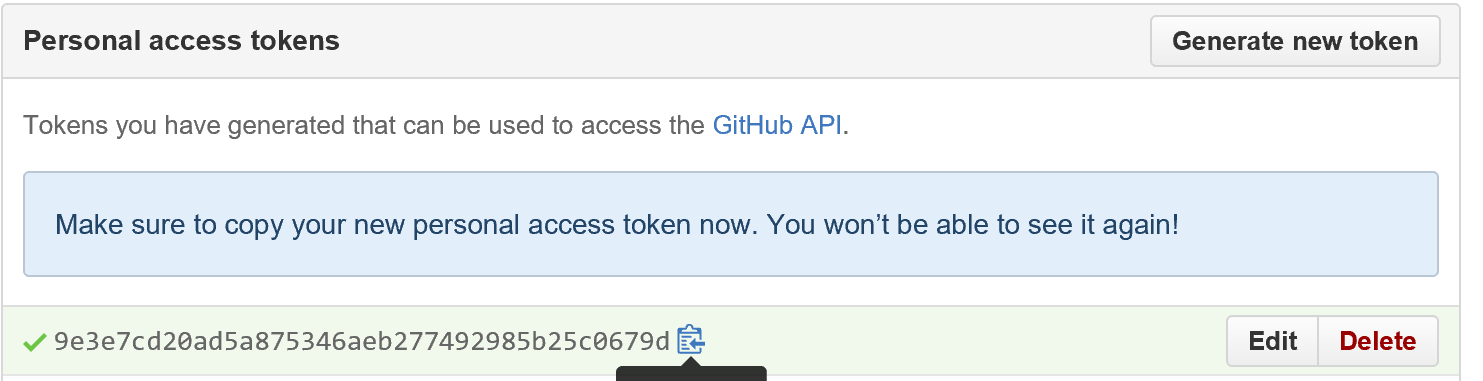 Personal access tokens
Generate new token
Tokens you have generated that can be used to access the GitHub API.
Make sure to copy your new personal access token now. You won’t be able to see it again!
9e3e7cd20ad5a875346aeb277492985b25c0679d
Edit
Delete